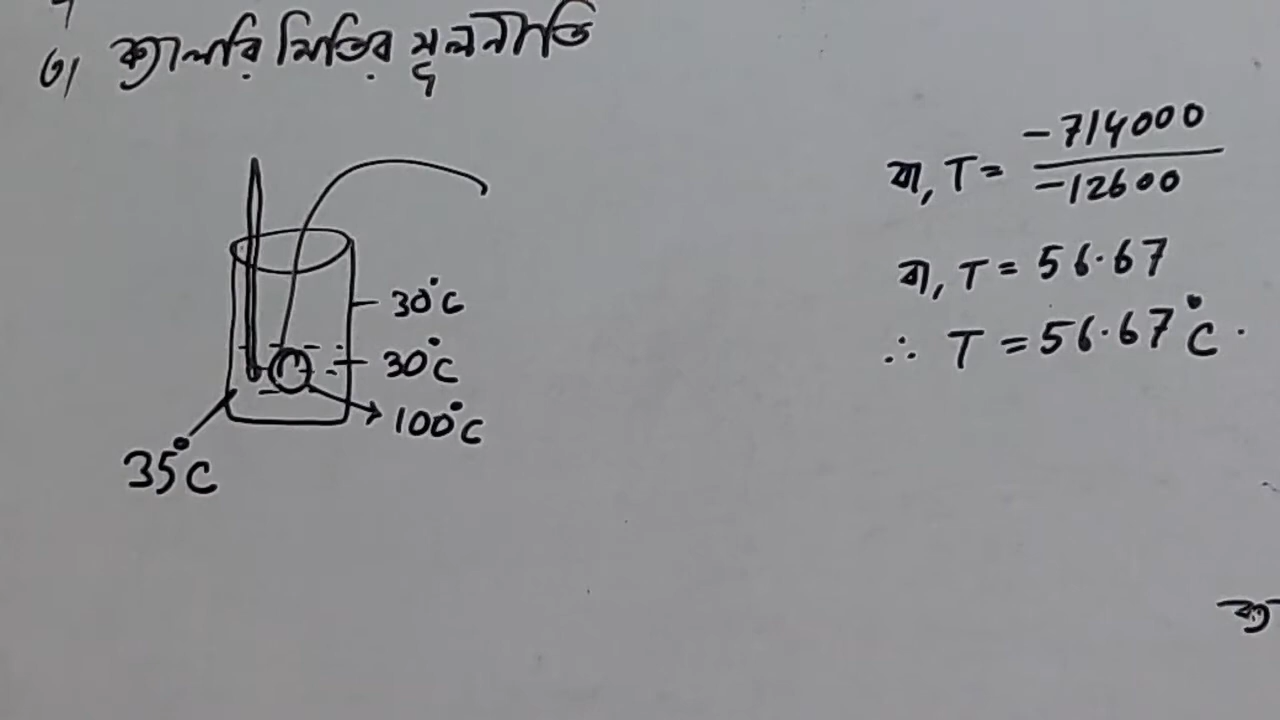 ৩) ক্যালরি মিতির মূলনীতি
30°C
30°C
100°C
35°C
বা, T = -714000 / -12600
বা, T = 56.67
∴ T = 56.67°C.